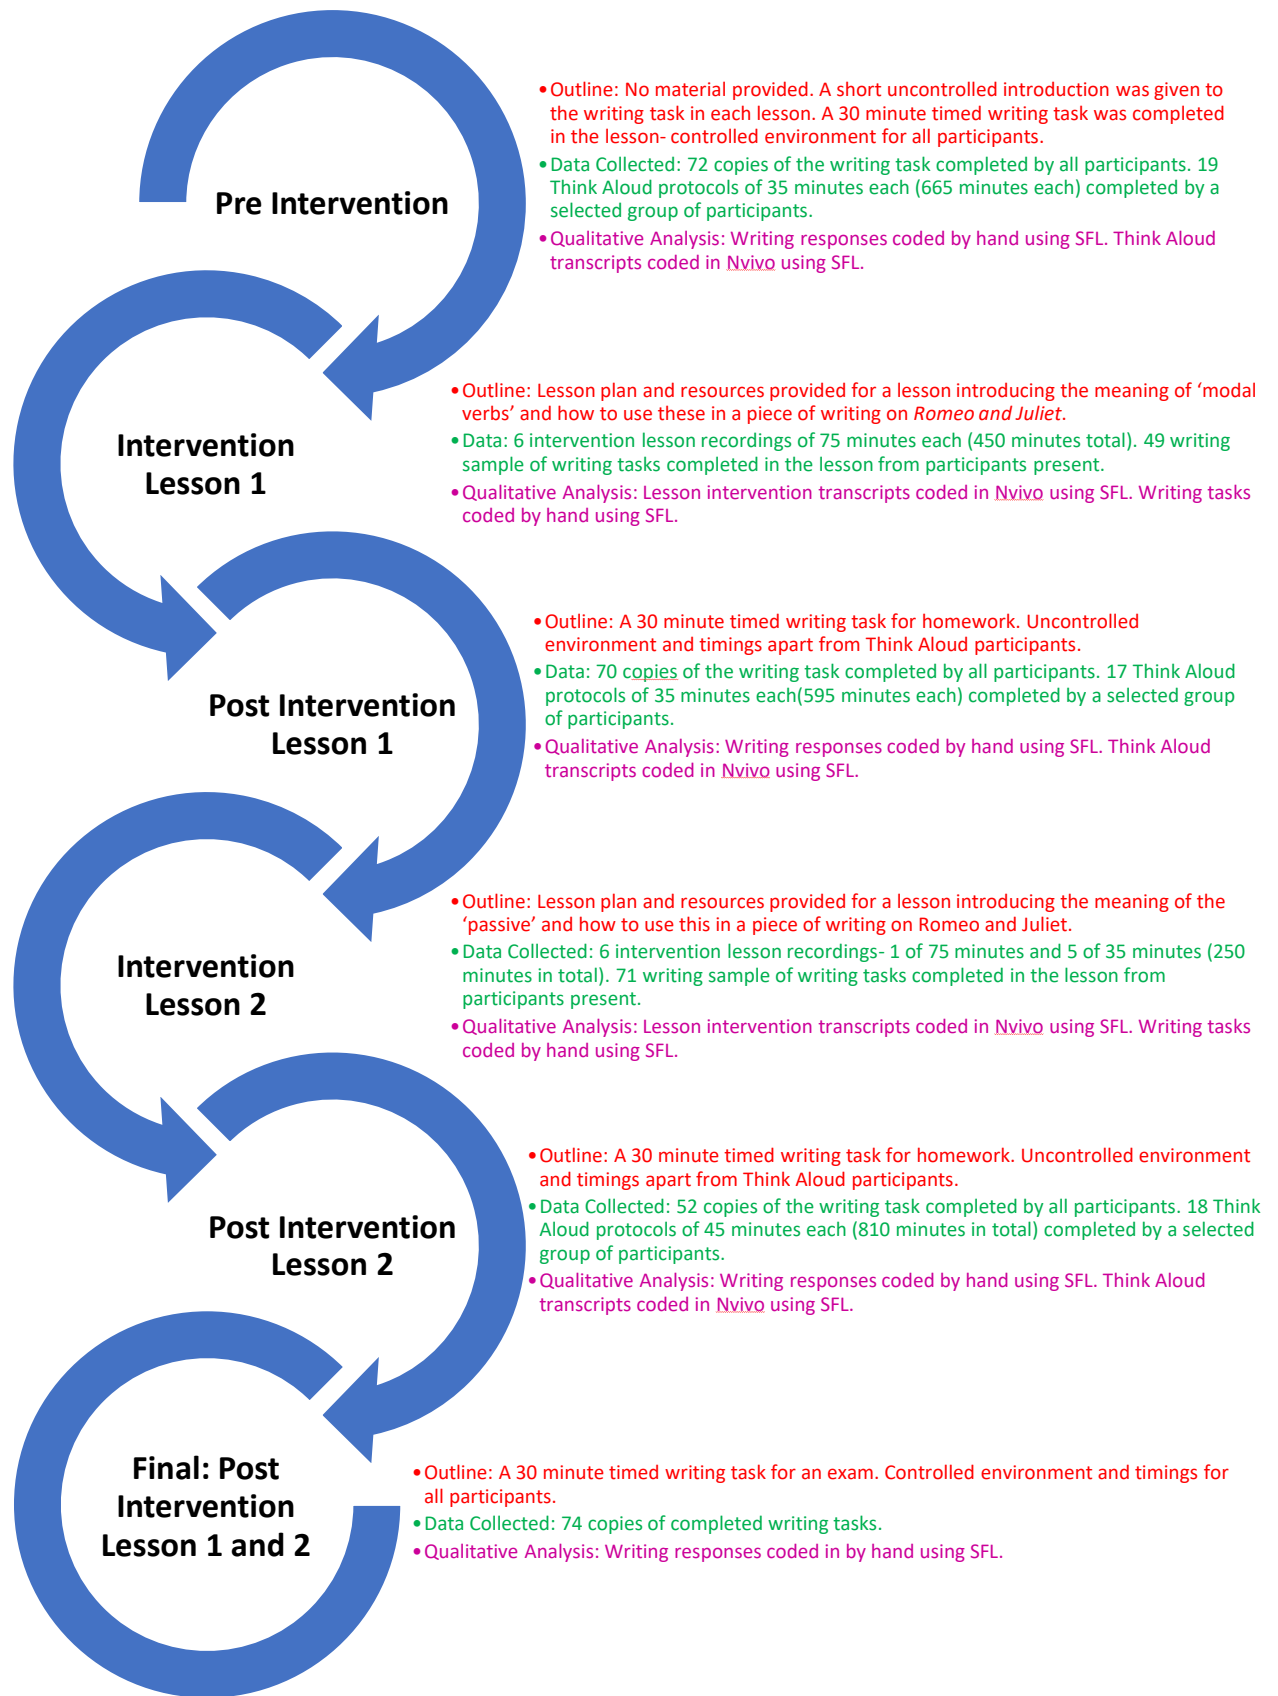 Pre Intervention
•Outline: No material provided. A short uncontrolled introduction was given to
the writing task in each lesson. A 30 minute timed writing task was completed
in the lesson- controlled environment for all participants.
•Data Collected: 72 copies of the writing task completed by all participants. 19
Think Aloud protocols of 35 minutes each (665 minutes each) completed by a
selected group of participants.
•Qualitative Analysis: Writing responses coded by hand using SFL. Think Aloud
transcripts coded in Nvivo using SFL.
Intervention
Lesson 1
•Outline: Lesson plan and resources provided for a lesson introducing the meaning of ‘modal
verbs’ and how to use these in a piece of writing on Romeo and Juliet.
•Data: 6 intervention lesson recordings of 75 minutes each (450 minutes total). 49 writing
sample of writing tasks completed in the lesson from participants present.
•Qualitative Analysis: Lesson intervention transcripts coded in Nvivo using SFL. Writing tasks
coded by hand using SFL.
Post Intervention
Lesson 1
•Outline: A 30 minute timed writing task for homework. Uncontrolled
environment and timings apart from Think Aloud participants.
•Data: 70 copies of the writing task completed by all participants. 17 Think Aloud
protocols of 35 minutes each(595 minutes each) completed by a selected group
of participants.
•Qualitative Analysis: Writing responses coded by hand using SFL. Think Aloud
transcripts coded in Nvivo using SFL.
Intervention
Lesson 2
•Outline: Lesson plan and resources provided for a lesson introducing the meaning of the
‘passive’ and how to use this in a piece of writing on Romeo and Juliet.
•Data Collected: 6 intervention lesson recordings- 1 of 75 minutes and 5 of 35 minutes (250
minutes in total). 71 writing sample of writing tasks completed in the lesson from
participants present.
•Qualitative Analysis: Lesson intervention transcripts coded in Nvivo using SFL. Writing tasks
coded by hand using SFL.
Post Intervention
Lesson 2
•Outline: A 30 minute timed writing task for homework. Uncontrolled environment
and timings apart from Think Aloud participants.
•Data Collected: 52 copies of the writing task completed by all participants. 18 Think
Aloud protocols of 45 minutes each (810 minutes in total) completed by a selected
group of participants.
•Qualitative Analysis: Writing responses coded by hand using SFL. Think Aloud
transcripts coded in Nvivo using SFL.
Final: Post
Intervention
Lesson 1 and 2
•Outline: A 30 minute timed writing task for an exam. Controlled environment and timings for
all participants.
•Data Collected: 74 copies of completed writing tasks.
•Qualitative Analysis: Writing responses coded in by hand using SFL.